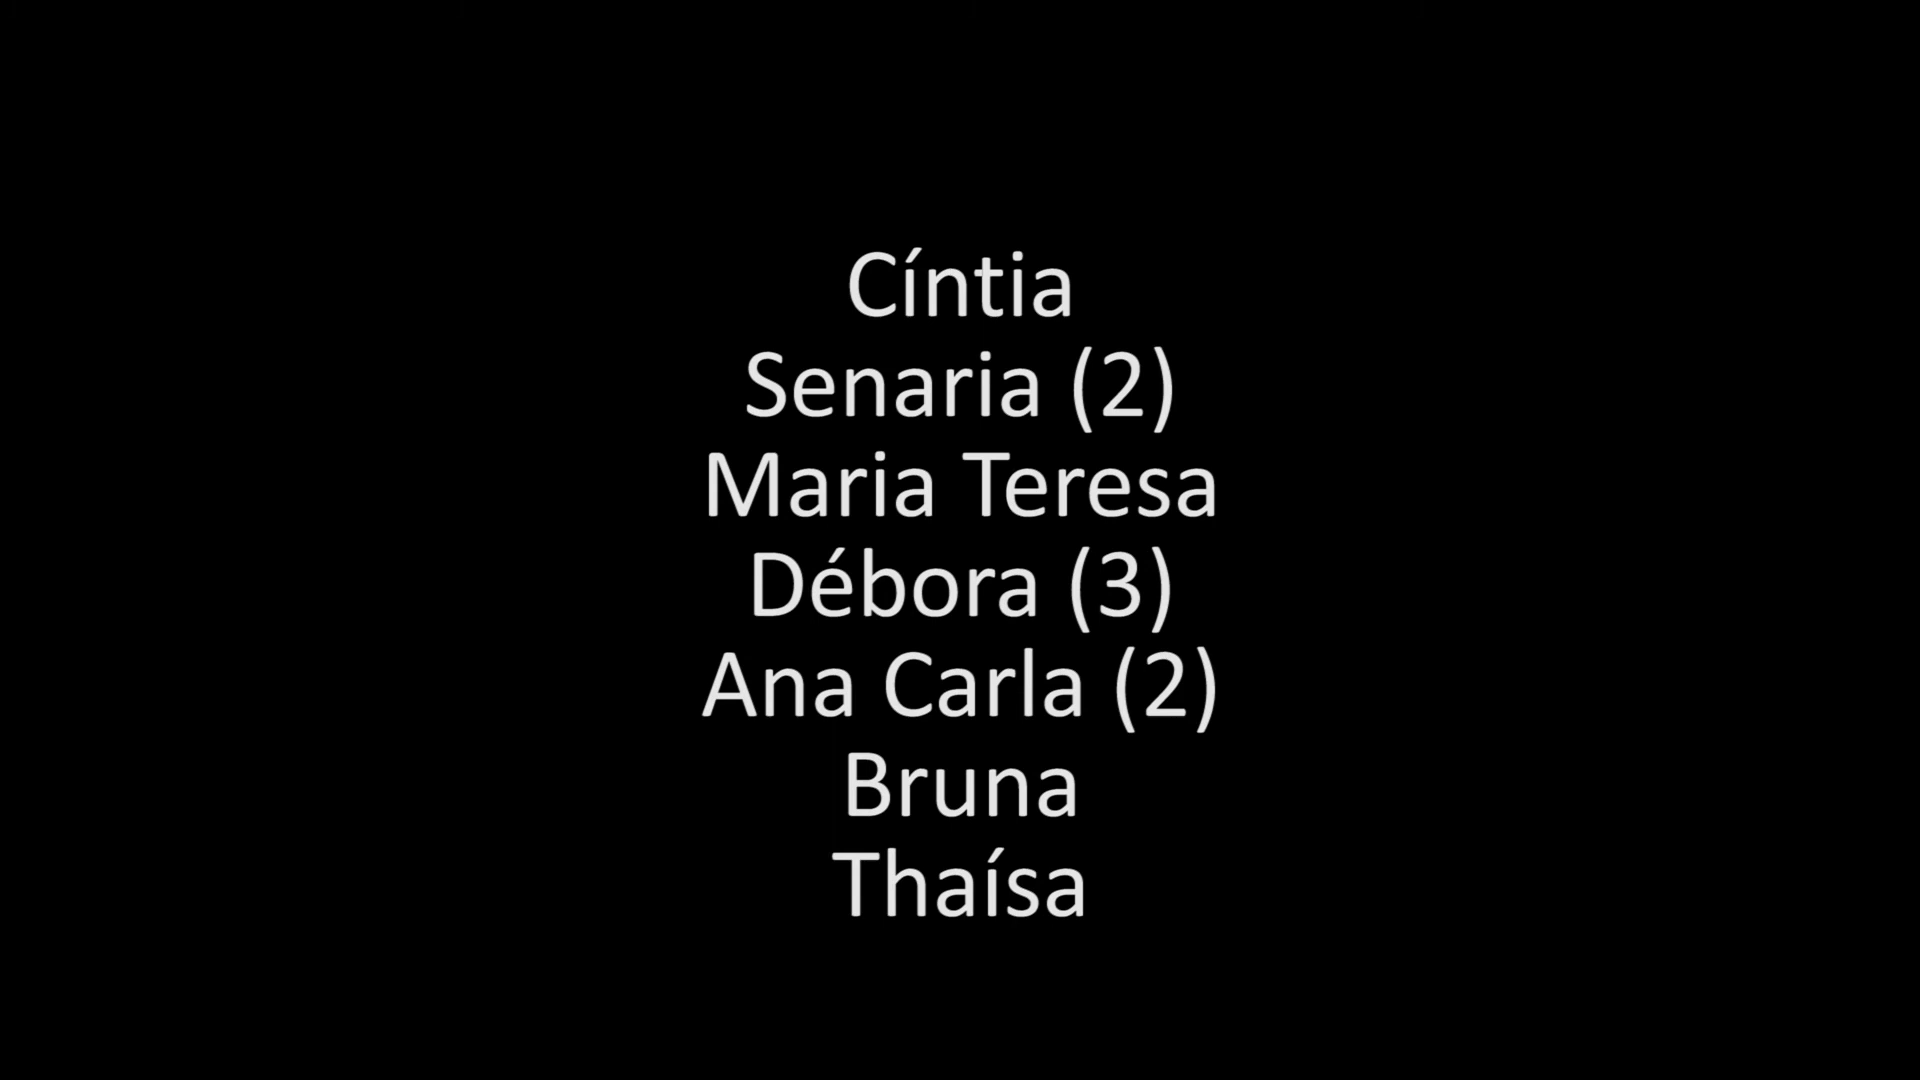 Cíntia
Senaria (2)
Maria Teresa
Débora (3)
Ana Carla (2)
Bruna
Thaísa